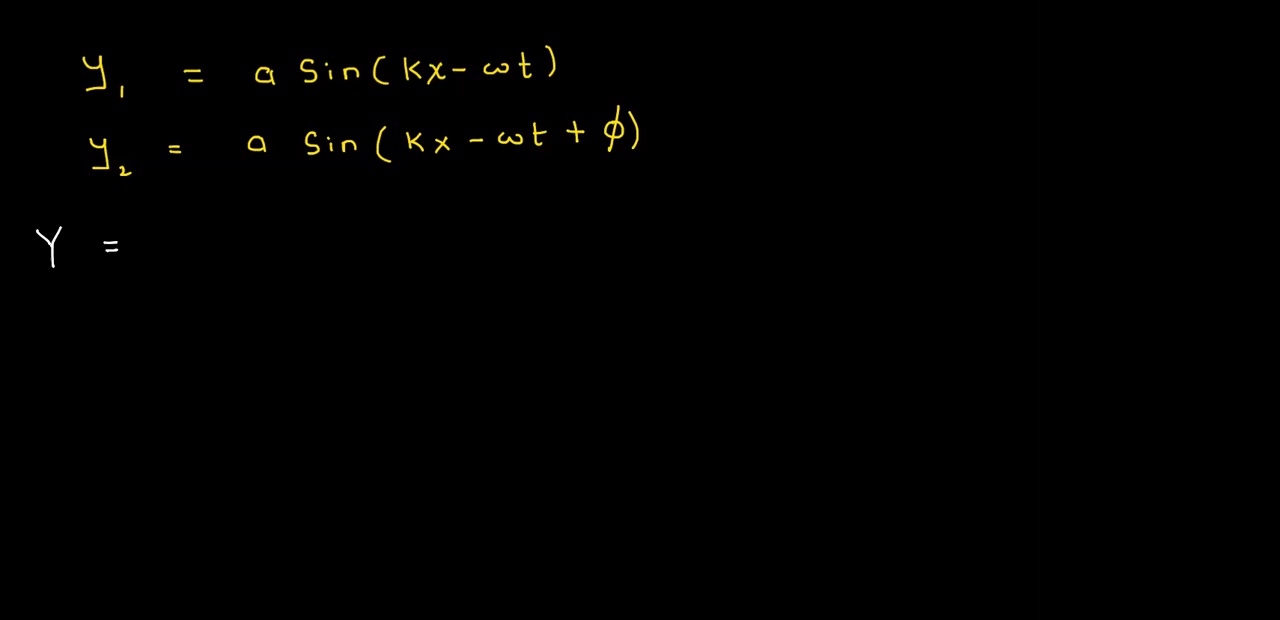 y₁ = a Sin(kx - ωt)
y₂ = a Sin(kx - ωt + ϕ)
Y =